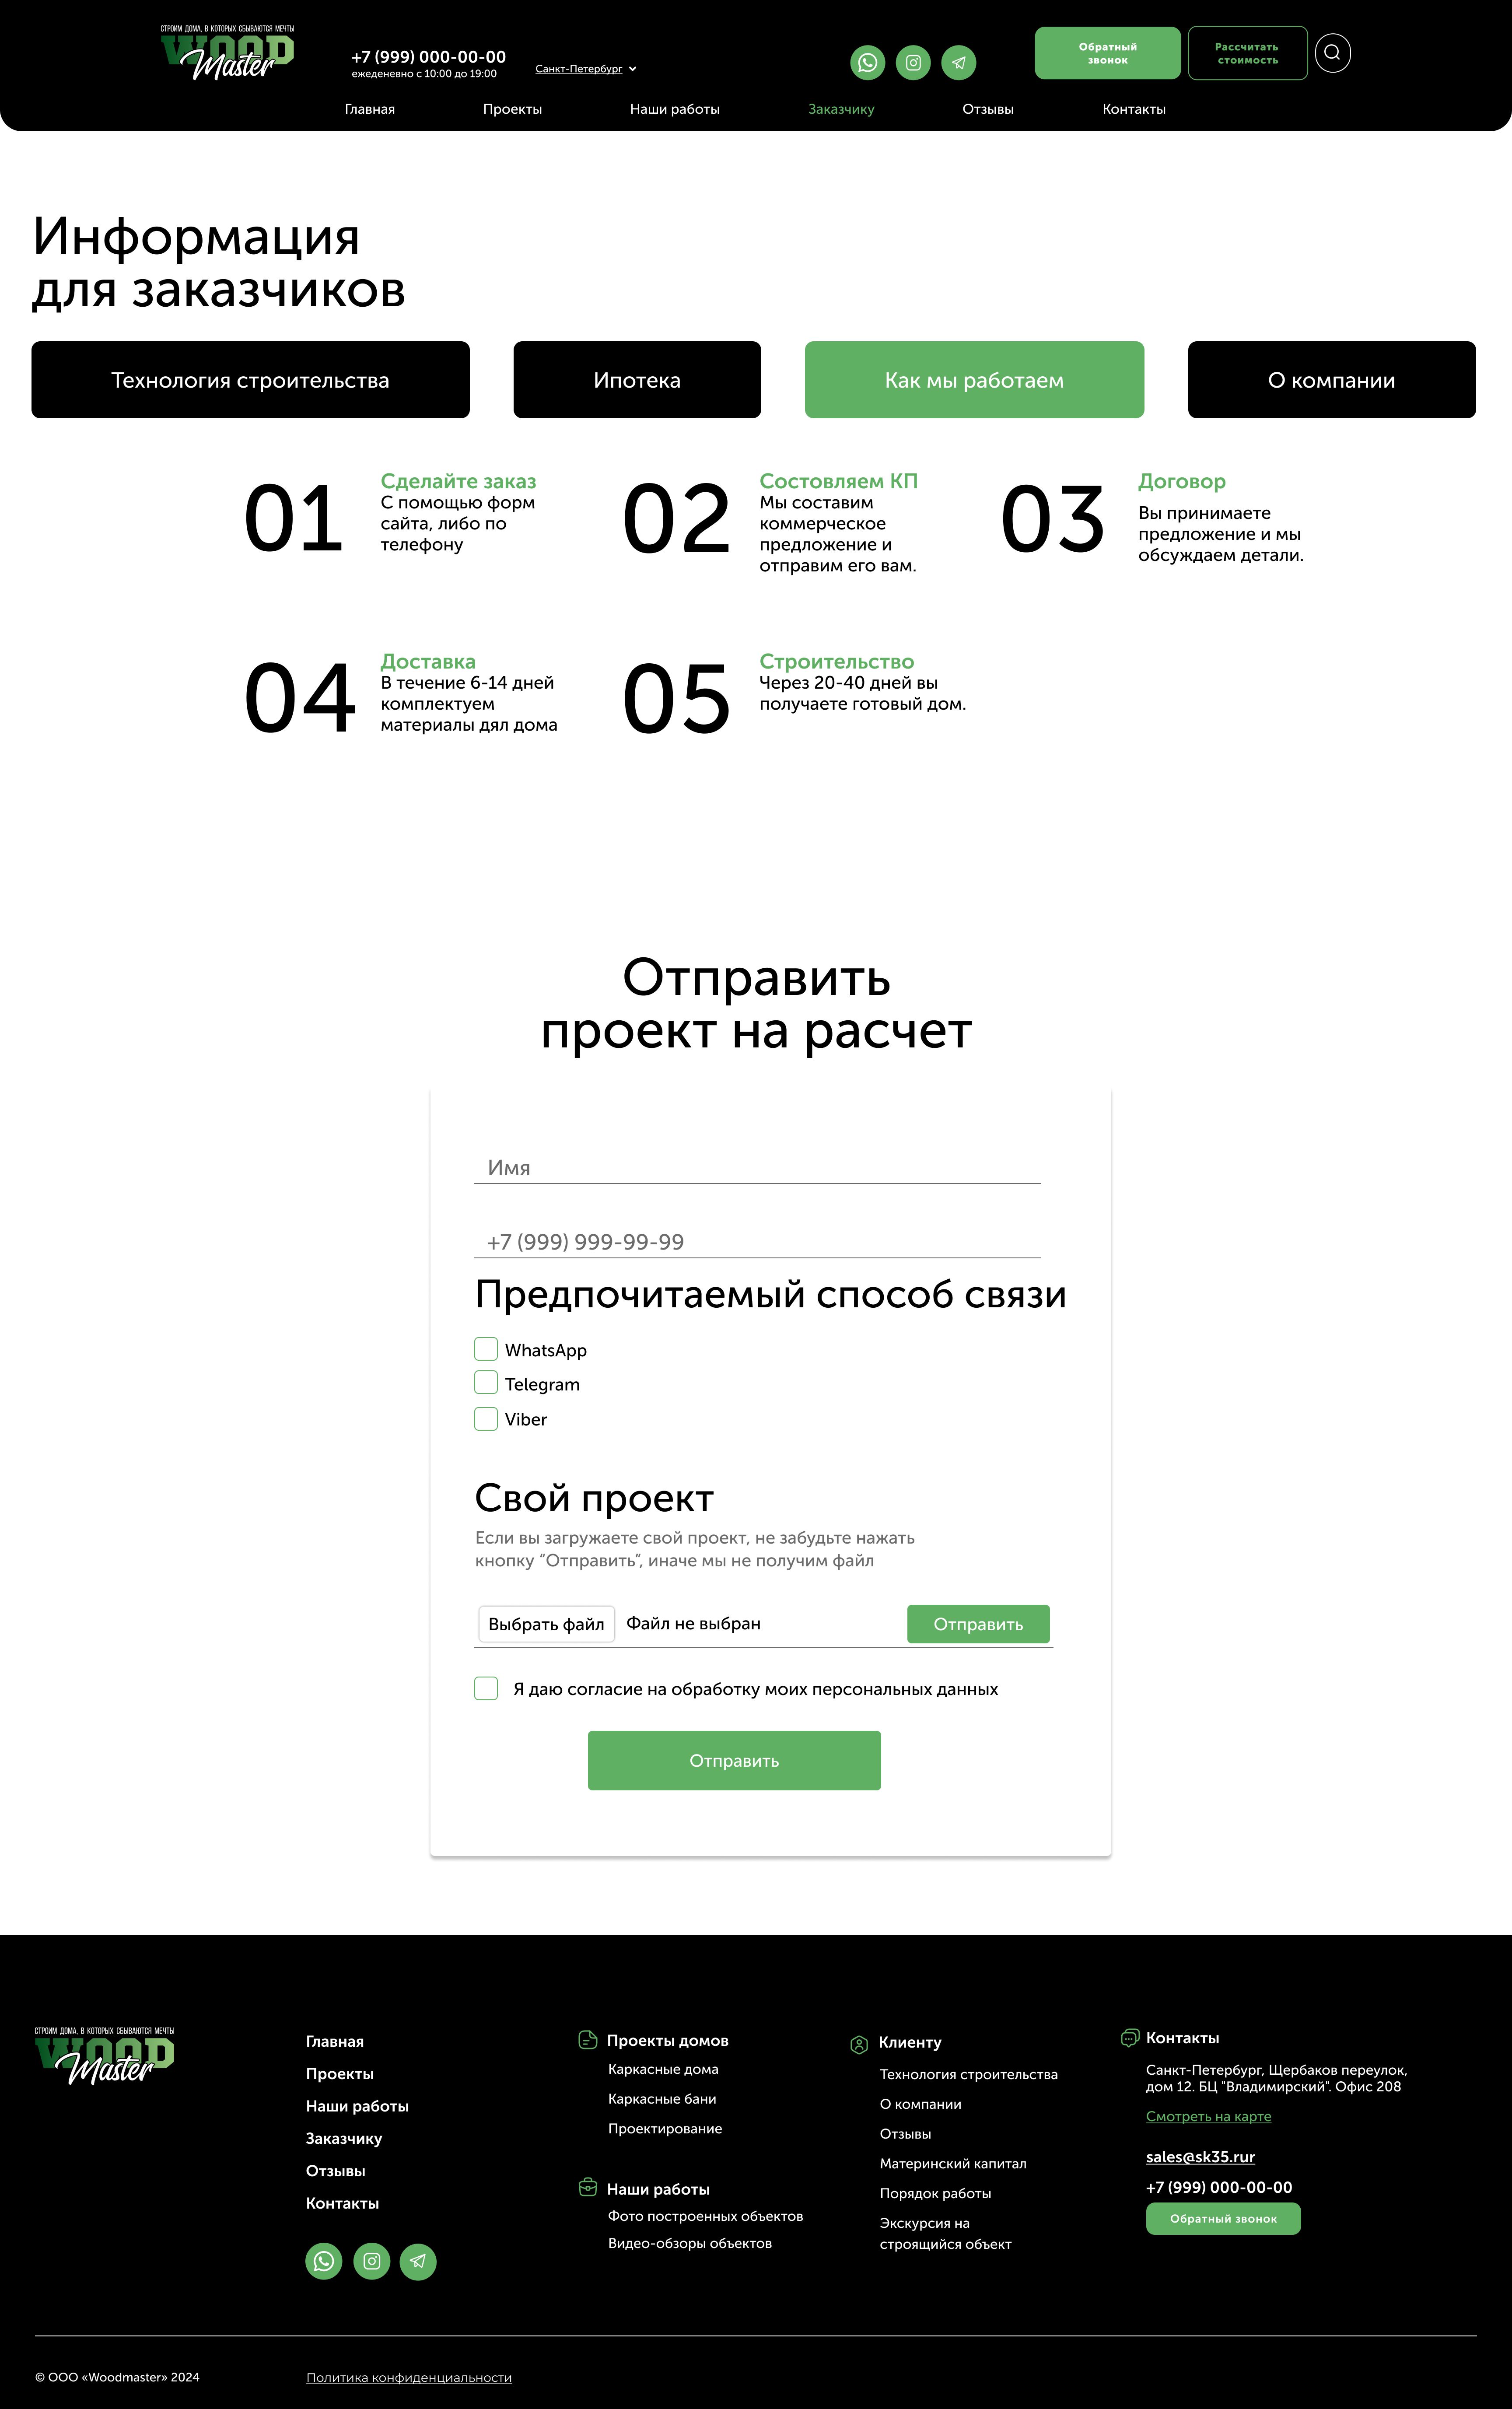 СТРОИМ ДОМА, В КОТОРЫХ СБЫВАЮТСЯ МЕЧТЫ
WOOD
Master
+7 (999) 000-00-00
ежеденевно с 10:00 до 19:00
Санкт-Петербург
Обратный
звонок
Рассчитать
стоимость
Главная
Проекты
Наши работы
Заказчику
Отзывы
Контакты
Информация
для заказчиков
Технология строительства
Ипотека
Как мы работаем
О компании
01
Сделайте заказ
С помощью форм
сайта, либо по
телефону
02
Состовляем КП
Мы составим
коммерческое
предложение и
отправим его вам.
03
Договор
Вы принимаете
предложение и мы
обсуждаем детали.
04
Доставка
В течение 6-14 дней
комплектуем
материалы дял дома
05
Строительство
Через 20-40 дней вы
получаете готовый дом.
Отправить
проект на расчет
Имя
+7 (999) 999-99-99
Предпочитаемый способ связи
WhatsApp
Telegram
Viber
Свой проект
Если вы загружаете свой проект, не забудьте нажать
кнопку “Отправить”, иначе мы не получим файл
Выбрать файл
Файл не выбран
Отправить
Я даю согласие на обработку моих персональных данных
Отправить
СТРОИМ ДОМА, В КОТОРЫХ СБЫВАЮТСЯ МЕЧТЫ
WOOD
Master
Главная
Проекты
Наши работы
Заказчику
Отзывы
Контакты
Проекты домов
Каркасные дома
Каркасные бани
Проектирование
Наши работы
Фото построенных объектов
Видео-обзоры объектов
Клиенту
Технология строительства
О компании
Отзывы
Материнский капитал
Порядок работы
Экскурсия на
строящийся объект
Контакты
Санкт-Петербург, Щербаков переулок,
дом 12. БЦ "Владимирский". Офис 208
Смотреть на карте
sales@sk35.rur
+7 (999) 000-00-00
Обратный звонок
© ООО «Woodmaster» 2024
Политика конфиденциальности